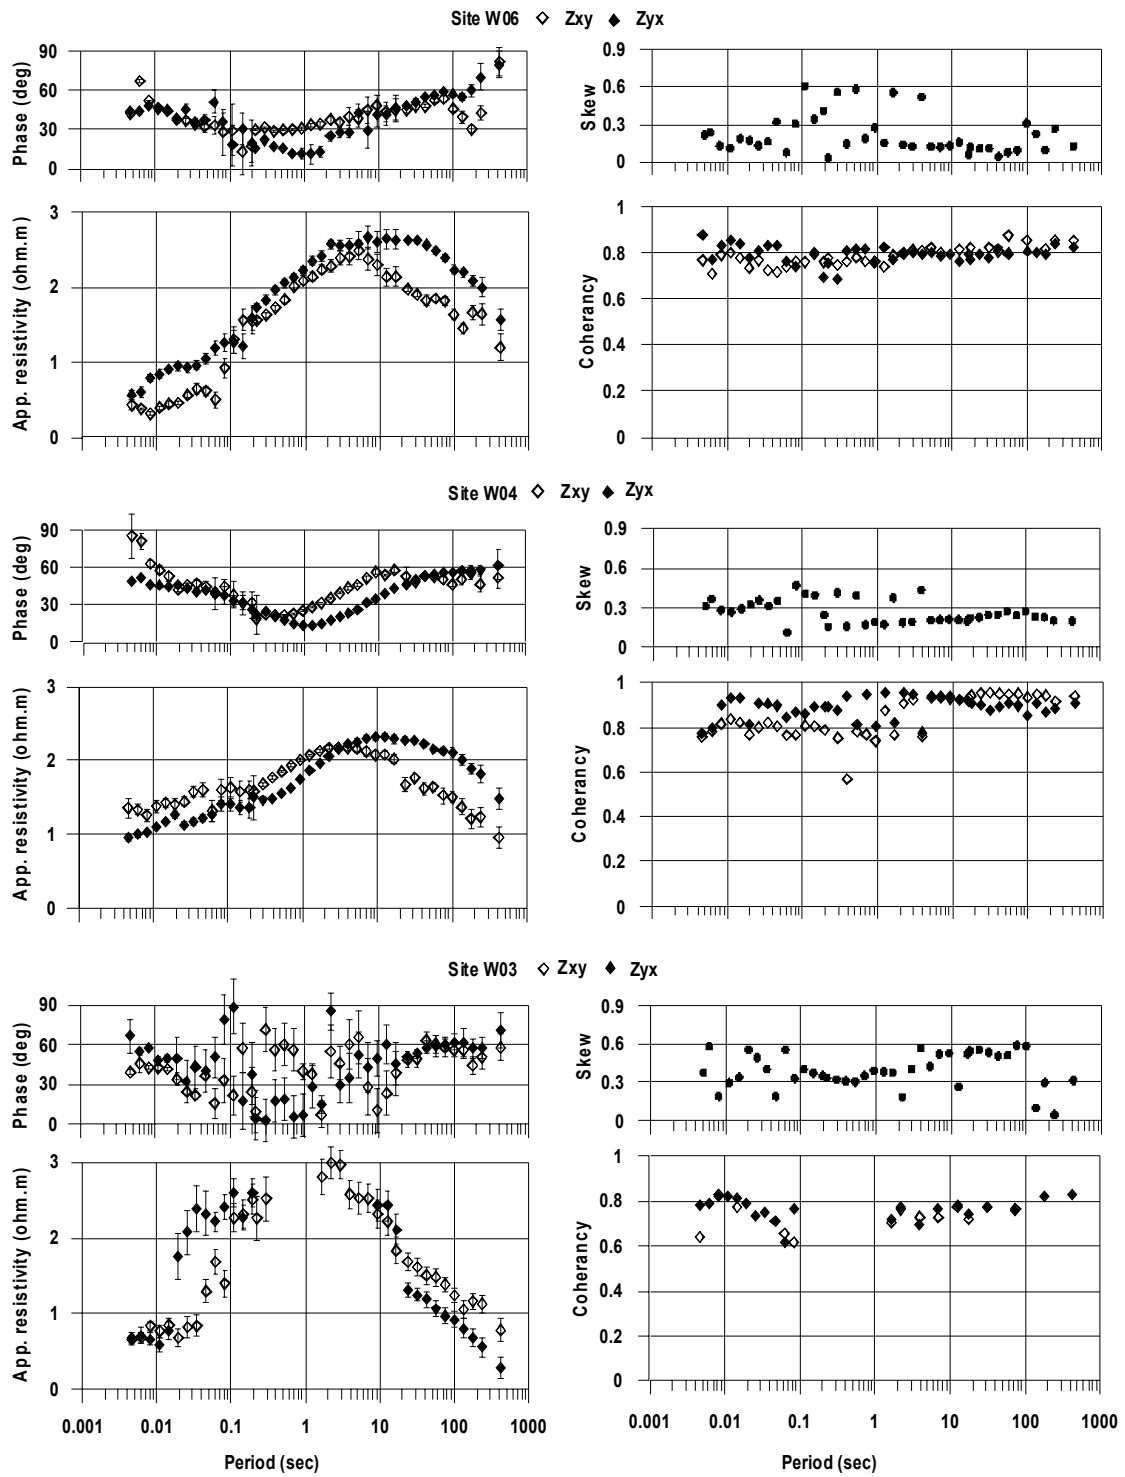 Site W06 Zxy Zyx
90
60
30
0
Phase (deg)
0.9
0.6
0.3
0
Skew
3
2
1
0
App. resistivity (ohm.m)
1
0.8
0.6
0.4
0.2
0
Coherancy
Site W04 Zxy Zyx
90
60
30
0
Phase (deg)
0.9
0.6
0.3
0
Skew
3
2
1
0
App. resistivity (ohm.m)
1
0.8
0.6
0.4
0.2
0
Coherancy
Site W03 Zxy Zyx
90
60
30
0
Phase (deg)
0.9
0.6
0.3
0
Skew
3
2
1
0
App. resistivity (ohm.m)
1
0.8
0.6
0.4
0.2
0
Coherancy
0.001 0.01 0.1 1 10 100 1000
Period (sec)
0.001 0.01 0.1 1 10 100 1000
Period (sec)